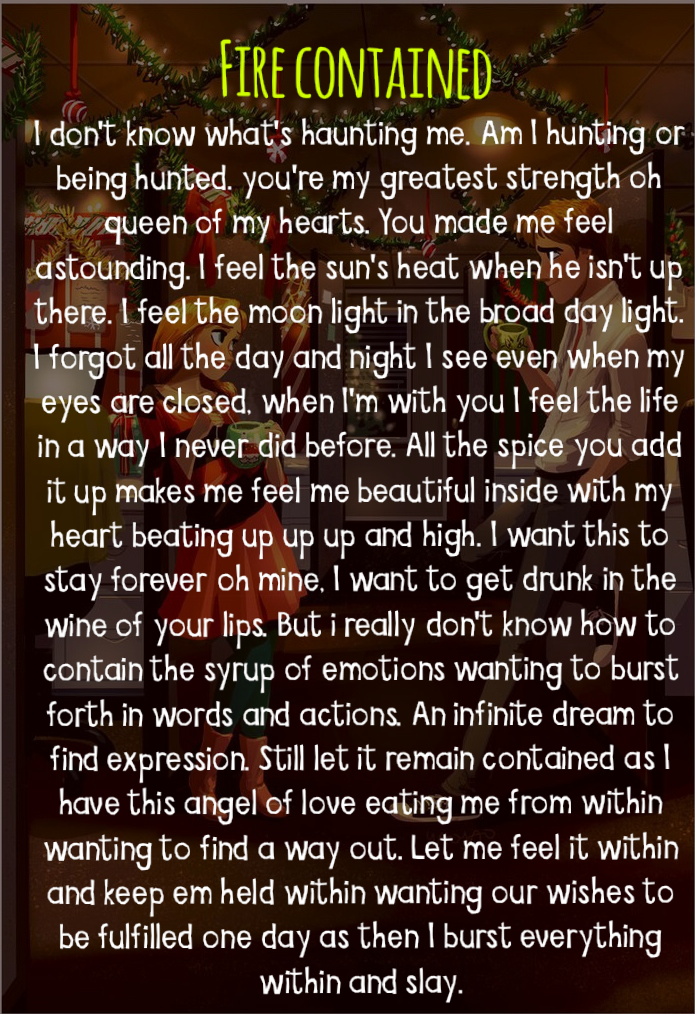 FIRE CONTAINED
I don't know what's haunting me. Am I hunting or
being hunted. you're my greatest strength oh
queen of my hearts. You made me feel
astounding. I feel the sun's heat when he isn't up
there. I feel the moon light in the broad day light.
I forgot all the day and night I see even when my
eyes are closed, when I'm with you I feel the life
in a way I never did before. All the spice you add
it up makes me feel me beautiful inside with my
heart beating up up up and high. I want this to
stay forever oh mine, I want to get drunk in the
wine of your lips. But i really don't know how to
contain the syrup of emotions wanting to burst
forth in words and actions. An infinite dream to
find expression. Still let it remain contained as I
have this angel of love eating me from within
wanting to find a way out. Let me feel it within
and keep em held within wanting our wishes to
be fulfilled one day as then I burst everything
within and slay.